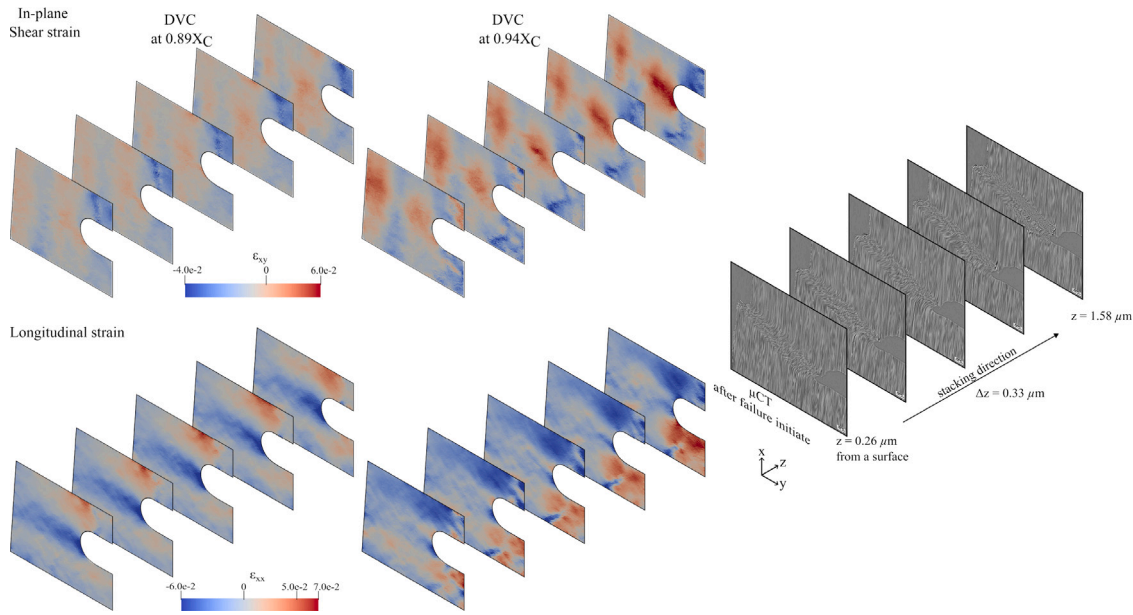 In-plane
Shear strain
DVC
at 0.89X_C
DVC
at 0.94X_C
ε_xy
-4.0e-2
0
6.0e-2
Longitudinal strain
ε_xx
-6.0e-2
0
5.0e-2
7.0e-2
z = 1.58 μm
stacking direction
Δz = 0.33 μm
μCT
after failure initiate
z = 0.26 μm
from a surface
x
z
y